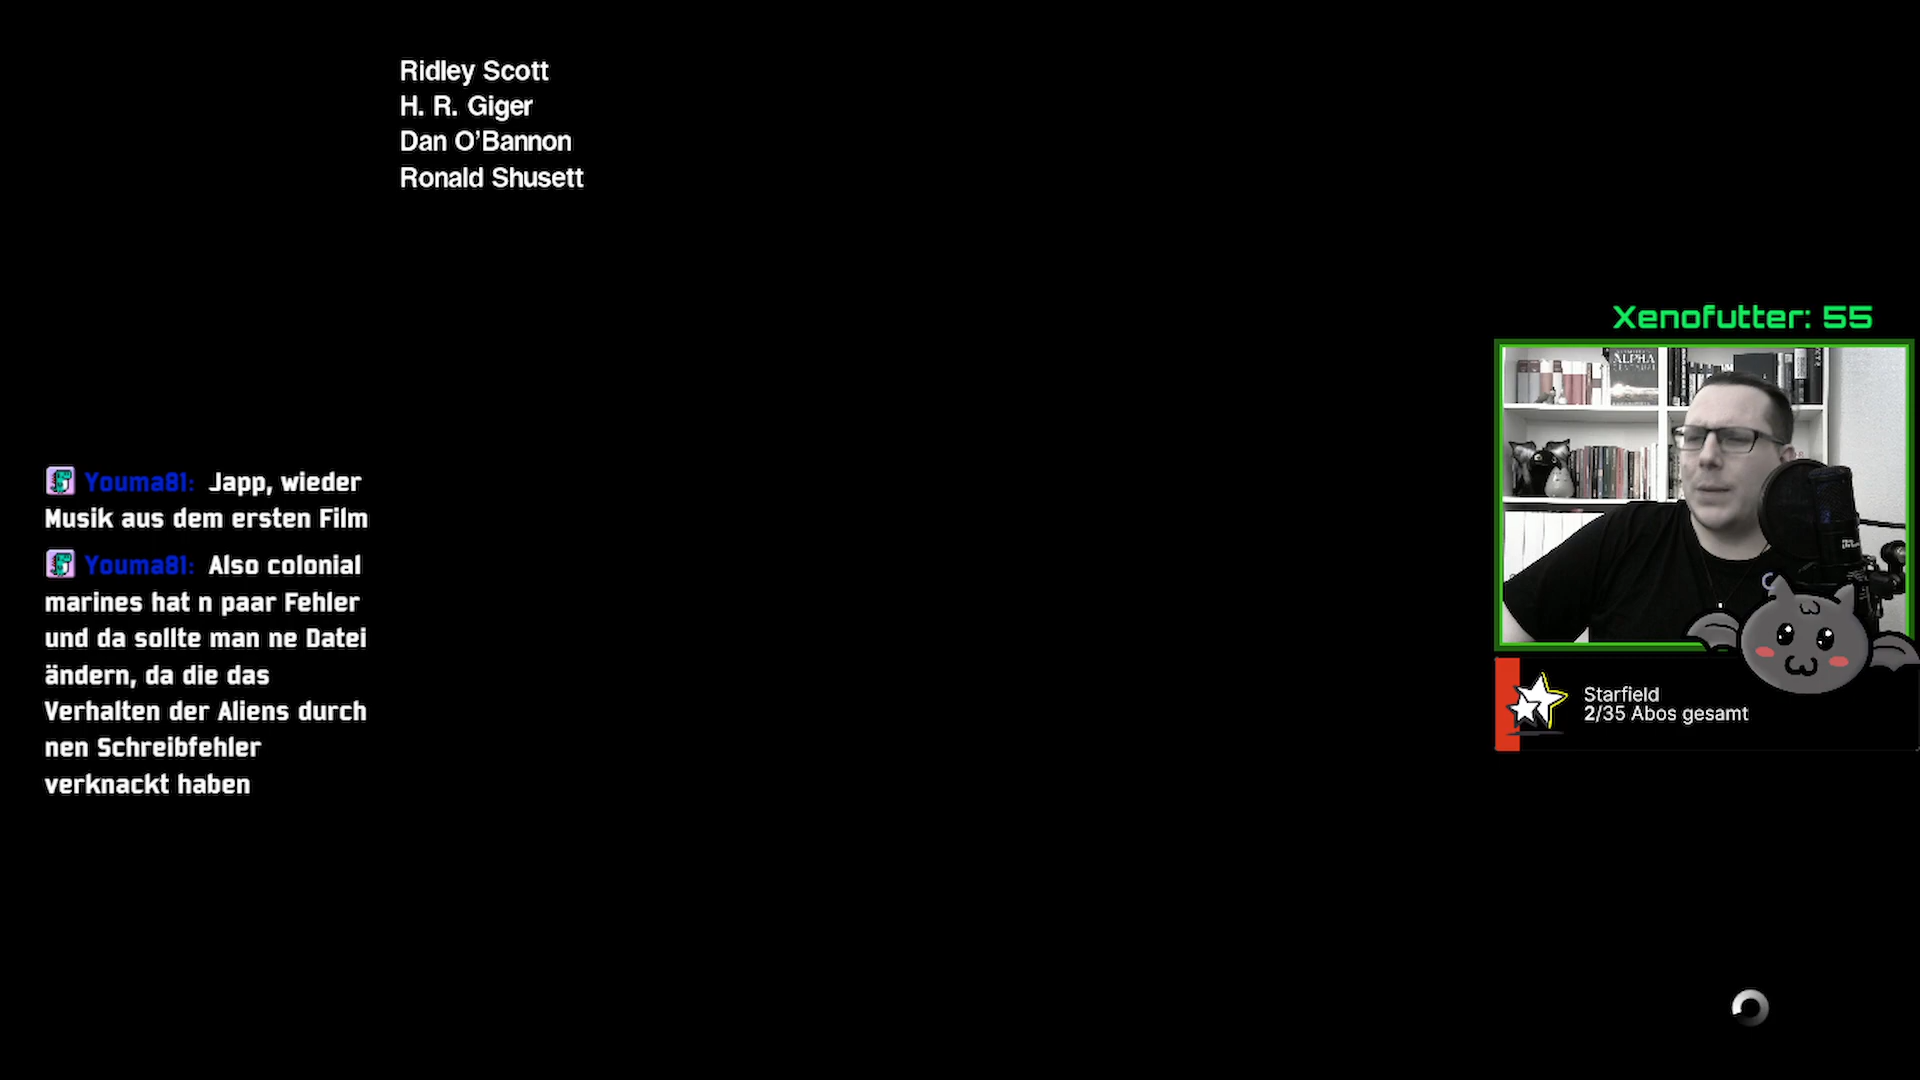 Ridley Scott
H. R. Giger
Dan O'Bannon
Ronald Shusett
Youma81: Japp, wieder
Musik aus dem ersten Film
Youma81: Also colonial
marines hat n paar Fehler
und da sollte man ne Datei
ändern, da die das
Verhalten der Aliens durch
nen Schreibfehler
verknackt haben
Xenofutter: 55
ALPHA
Starfield
2/35 Abos gesamt